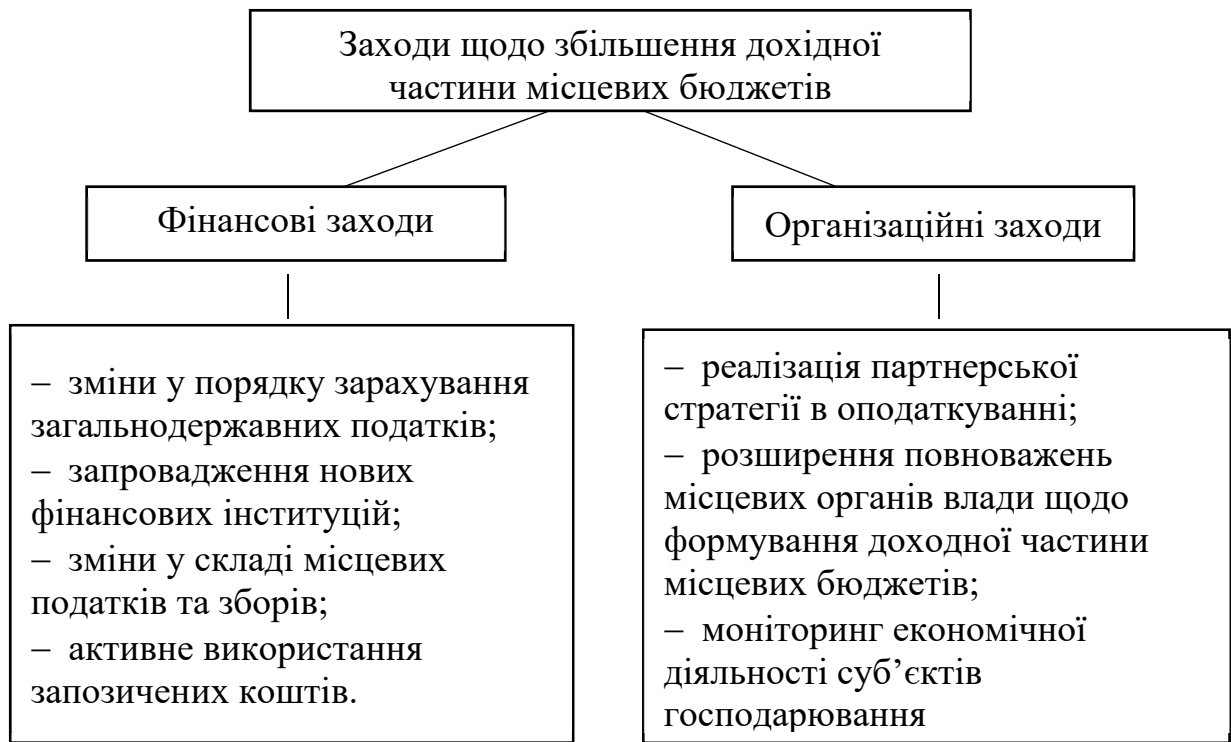 Заходи щодо збільшення дохідної
частини місцевих бюджетів
Фінансові заходи
Організаційні заходи
– зміни у порядку зарахування
загальнодержавних податків;
– запровадження нових
фінансових інституцій;
– зміни у складі місцевих
податків та зборів;
– активне використання
запозичених коштів.
– реалізація партнерської
стратегії в оподаткуванні;
– розширення повноважень
місцевих органів влади щодо
формування доходної частини
місцевих бюджетів;
– моніторинг економічної
діяльності суб’єктів
господарювання